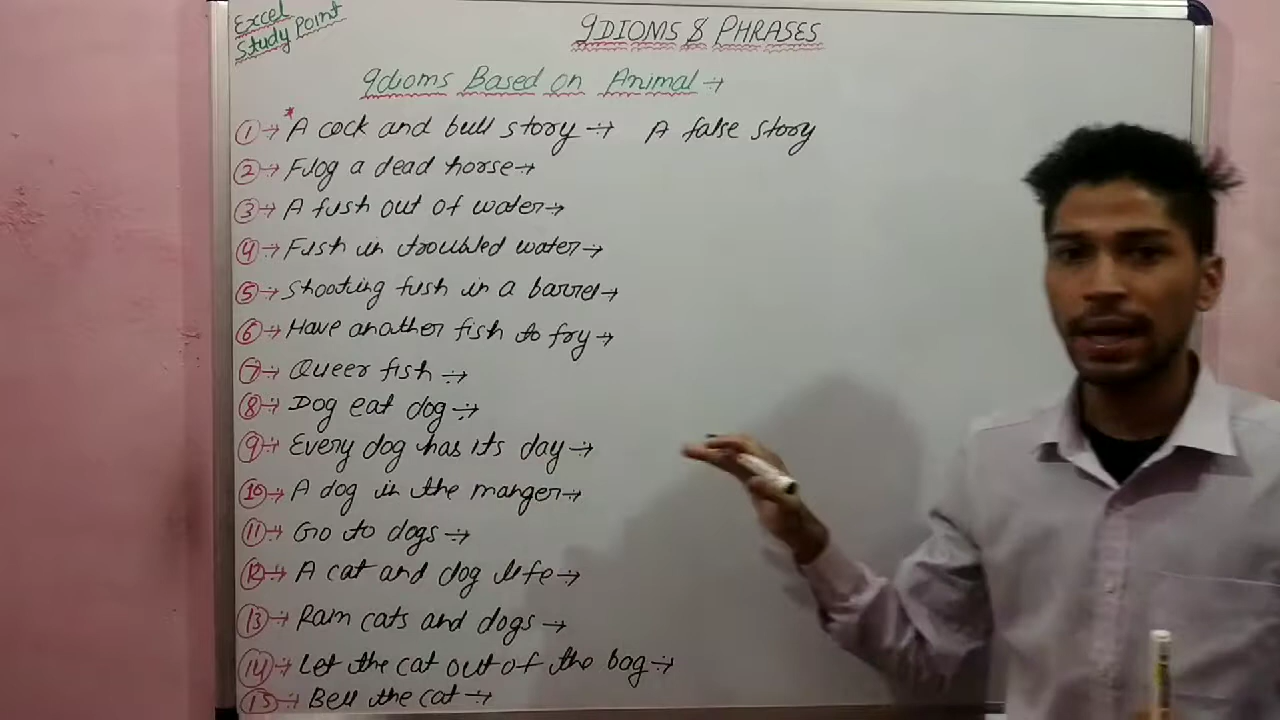 Excel
Study Point
IDIOMS & PHRASES
Idioms Based on Animal →
① → *A cock and bull story → A false story
② → Flog a dead horse →
③ → A fish out of water →
④ → Fish in troubled water →
⑤ → Shooting fish in a barrel →
⑥ → Have another fish to fry →
⑦ → Queer fish →
⑧ → Dog eat dog →
⑨ → Every dog has its day →
⑩ → A dog in the manger →
⑪ → Go to dogs →
⑫ → A cat and dog life →
⑬ → Rain cats and dogs →
⑭ → Let the cat out of the bag →
⑮ → Bell the cat →